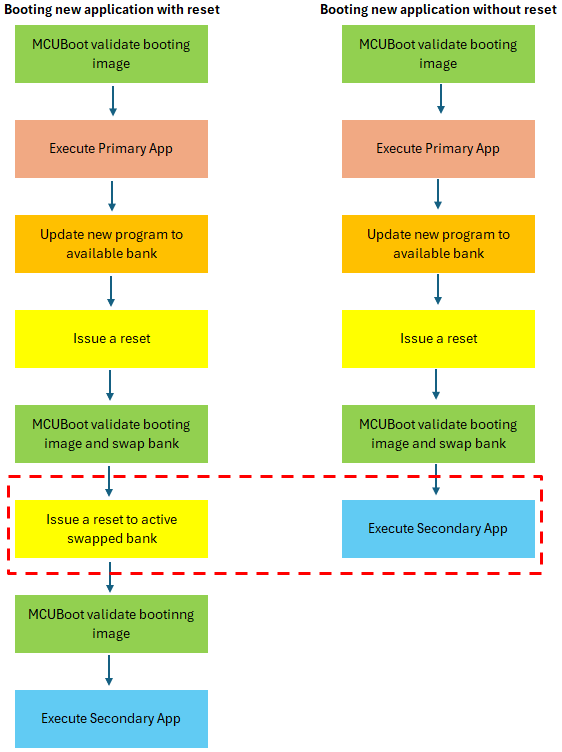 Booting new application with reset
MCUBoot validate booting
image
Execute Primary App
Update new program to
available bank
Issue a reset
MCUBoot validate booting
image and swap bank
Issue a reset to active
swapped bank
MCUBoot validate bootinng
image
Execute Secondary App
Booting new application without reset
MCUBoot validate booting
image
Execute Primary App
Update new program to
available bank
Issue a reset
MCUBoot validate booting
image and swap bank
Execute Secondary App